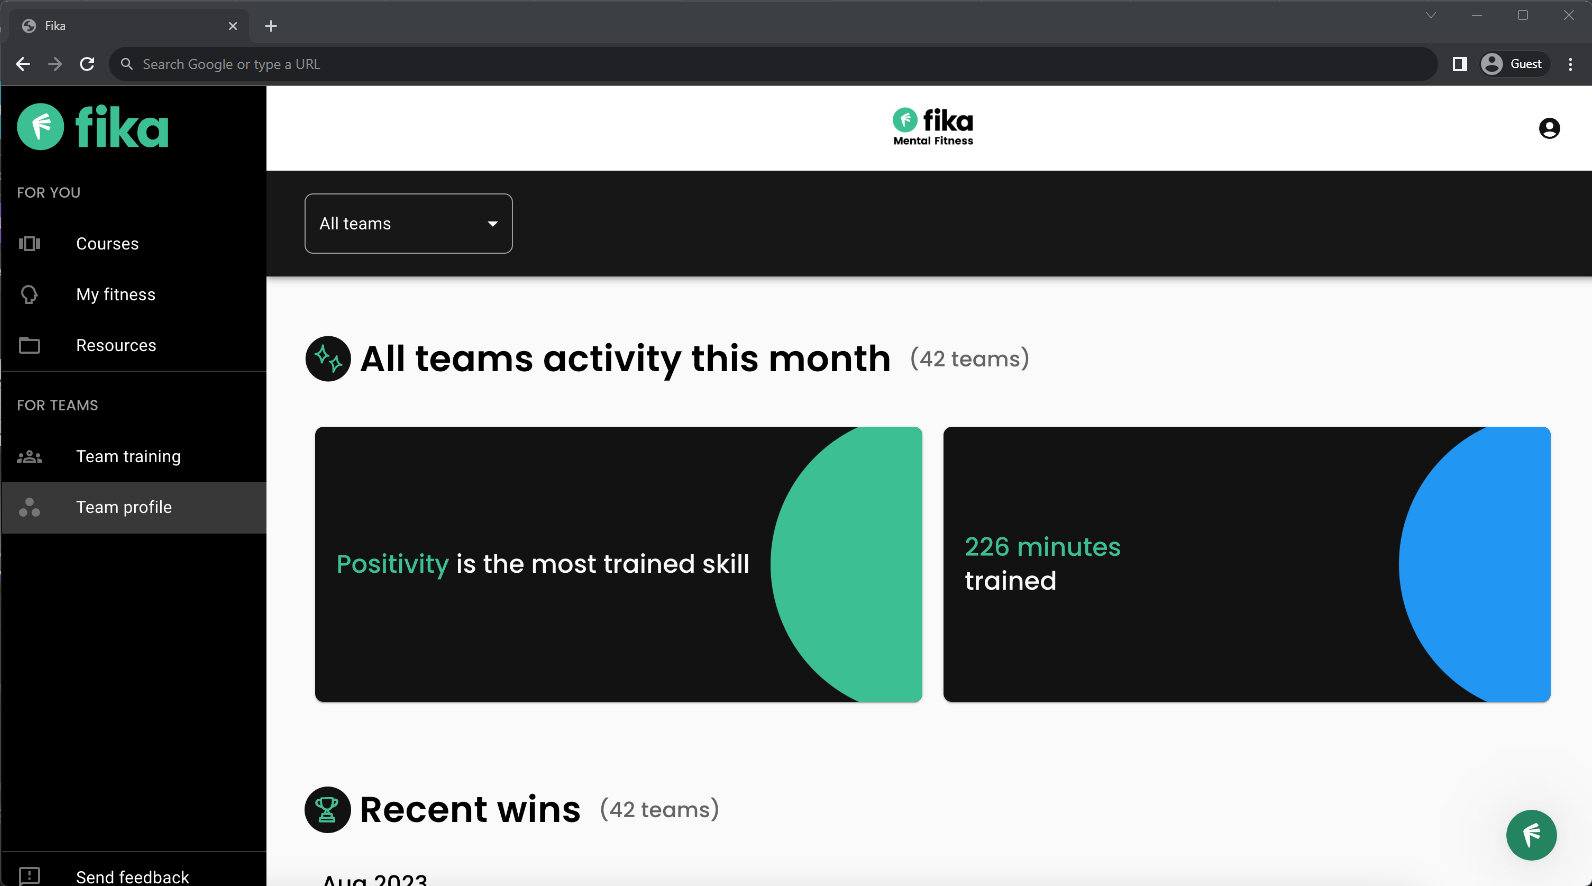 Fika
Search Google or type a URL
Guest
fika
fika
Mental Fitness
FOR YOU
Courses
My fitness
Resources
FOR TEAMS
Team training
Team profile
Send feedback
All teams
All teams activity this month (42 teams)
Positivity is the most trained skill
226 minutes
trained
Recent wins (42 teams)
Aug 2023